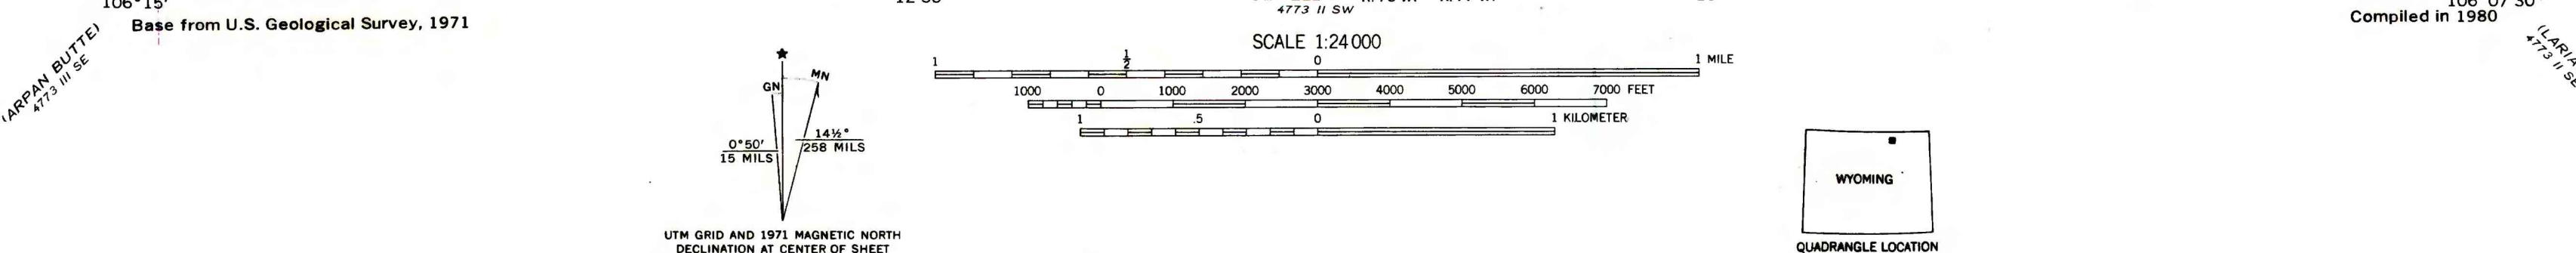 106°15'
Base from U.S. Geological Survey, 1971
4773 II SW
Compiled in 1980
(ARPAN BUTTE)
4773 III SE
4773 II SE
SCALE 1:24 000
1 ½ 0 1 MILE
1000 0 1000 2000 3000 4000 5000 6000 7000 FEET
1 .5 0 1 KILOMETER
★
GN
MN
0°50'
15 MILS
14½°
258 MILS
UTM GRID AND 1971 MAGNETIC NORTH
DECLINATION AT CENTER OF SHEET
WYOMING
QUADRANGLE LOCATION